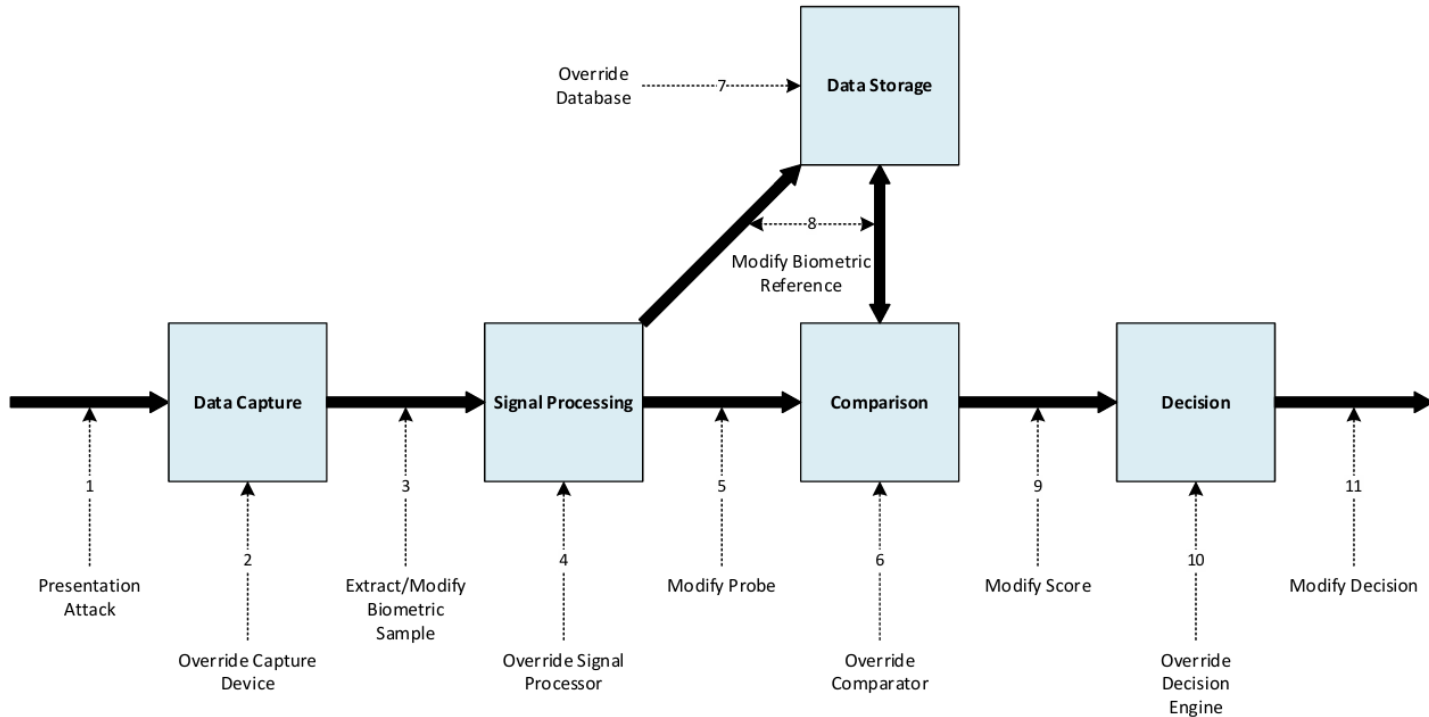 Override
Database
7
Data Storage
8
Modify Biometric
Reference
Data Capture
Signal Processing
Comparison
Decision
1
3
5
9
11
2
4
6
10
Presentation
Attack
Extract/Modify
Biometric
Sample
Modify Probe
Modify Score
Modify Decision
Override Capture
Device
Override Signal
Processor
Override
Comparator
Override
Decision
Engine